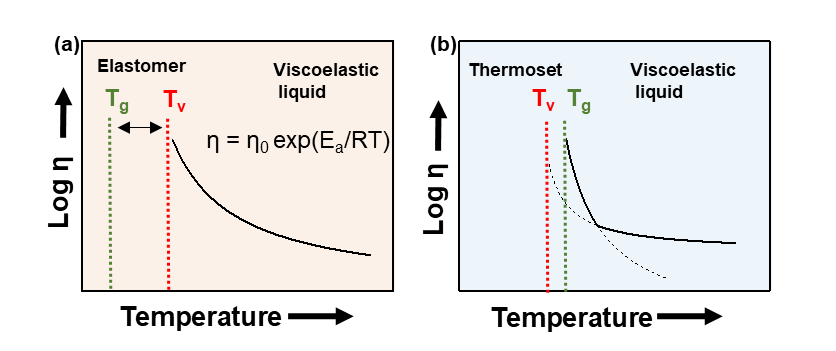 (a)
Elastomer
Viscoelastic
liquid
Tg
Tv
η = η0 exp(Ea/RT)
Log η
Temperature
(b)
Thermoset
Viscoelastic
liquid
Tv
Tg
Log η
Temperature